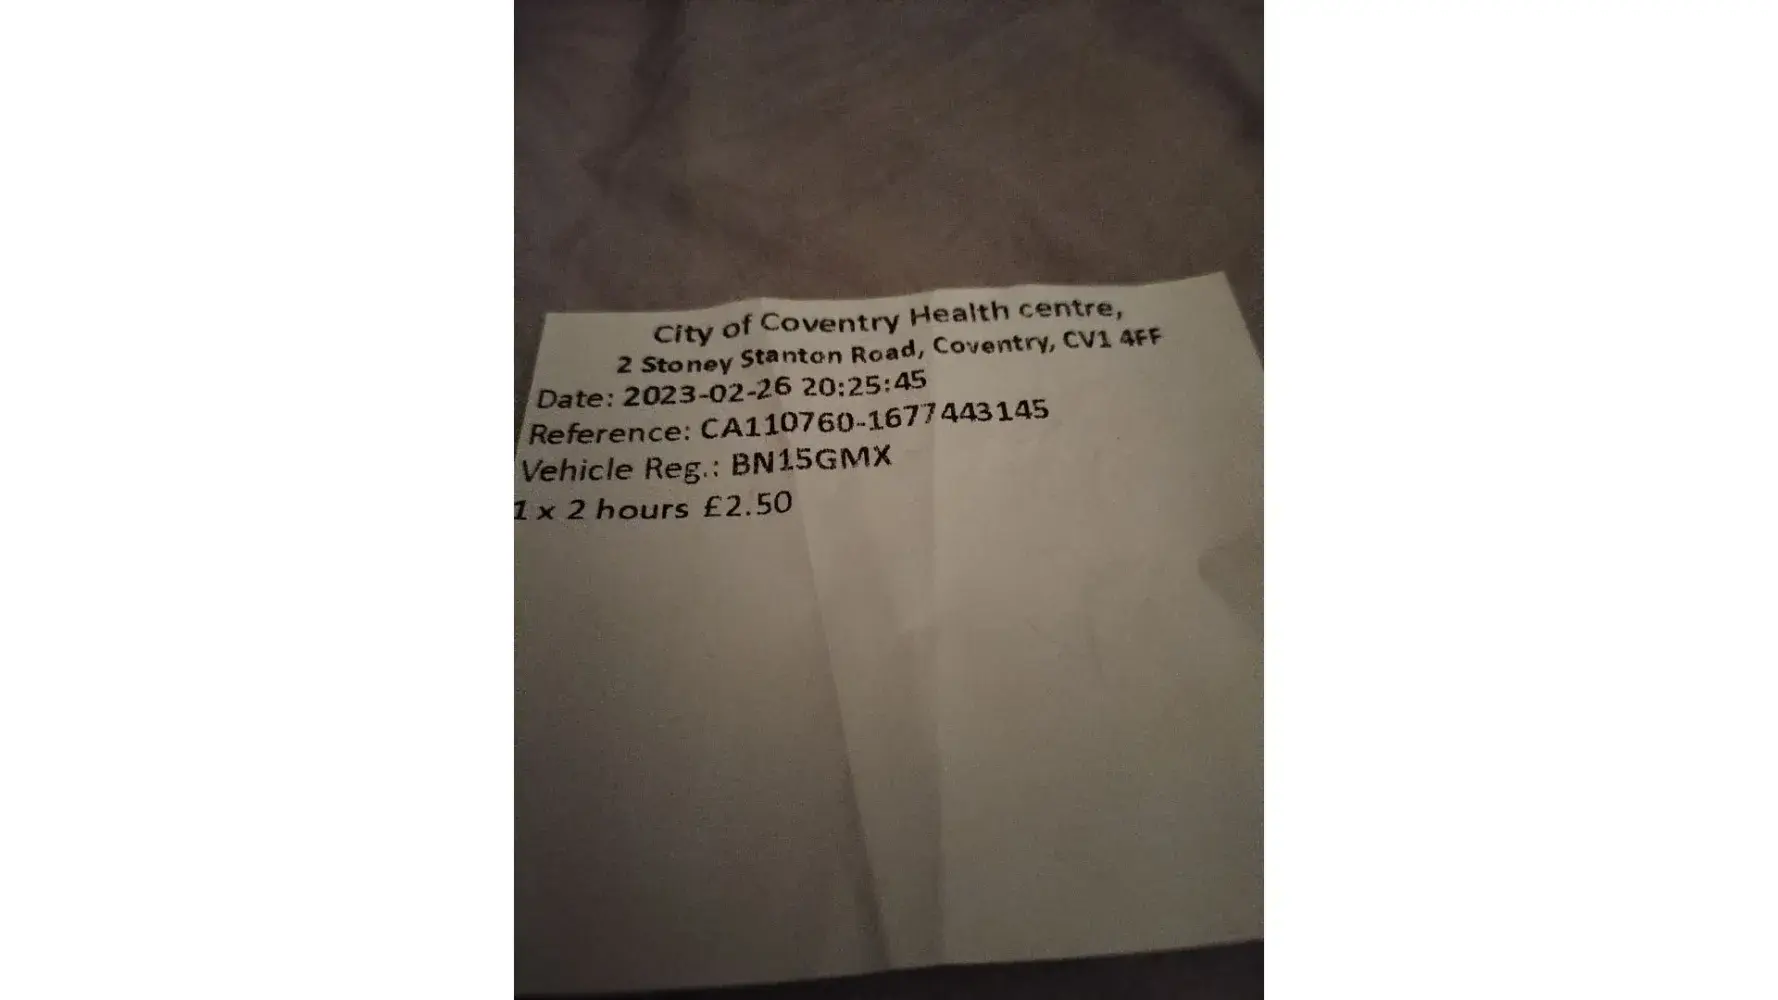 City of Coventry Health centre,
2 Stoney Stanton Road, Coventry, CV1 4FF
Date: 2023-02-26 20:25:45
Reference: CA110760-1677443145
Vehicle Reg.: BN15GMX
1 x 2 hours £2.50